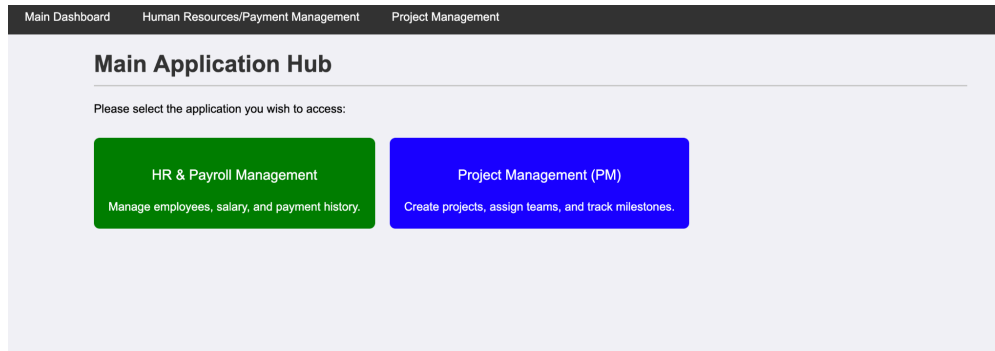 Main Dashboard Human Resources/Payment Management Project Management
Main Application Hub
Please select the application you wish to access:
HR & Payroll Management
Manage employees, salary, and payment history.
Project Management (PM)
Create projects, assign teams, and track milestones.